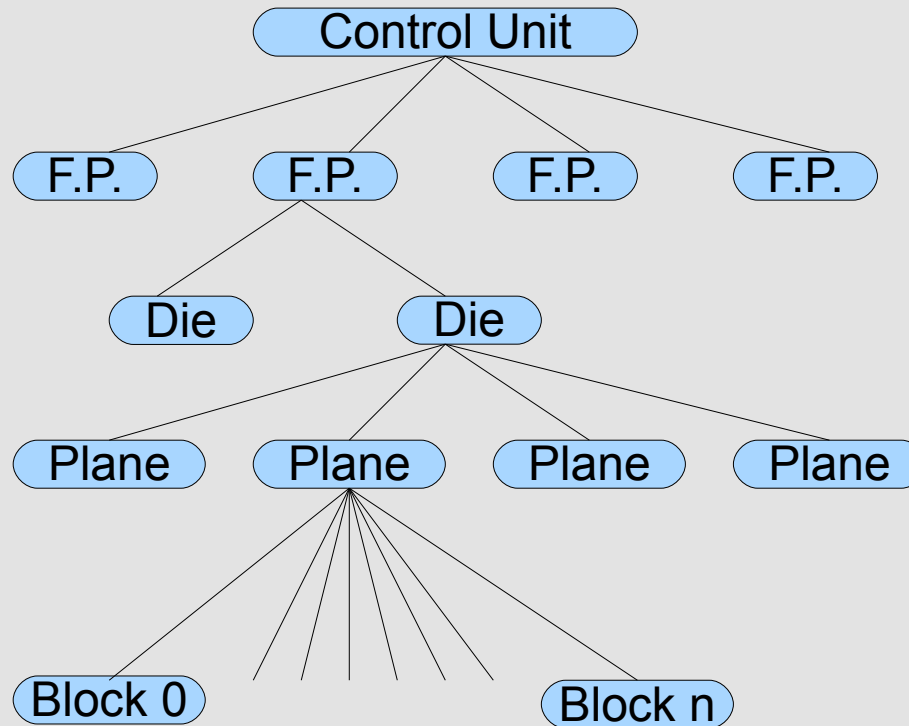 Control Unit
F.P. F.P. F.P. F.P.
Die Die
Plane Plane Plane Plane
Block 0 Block n